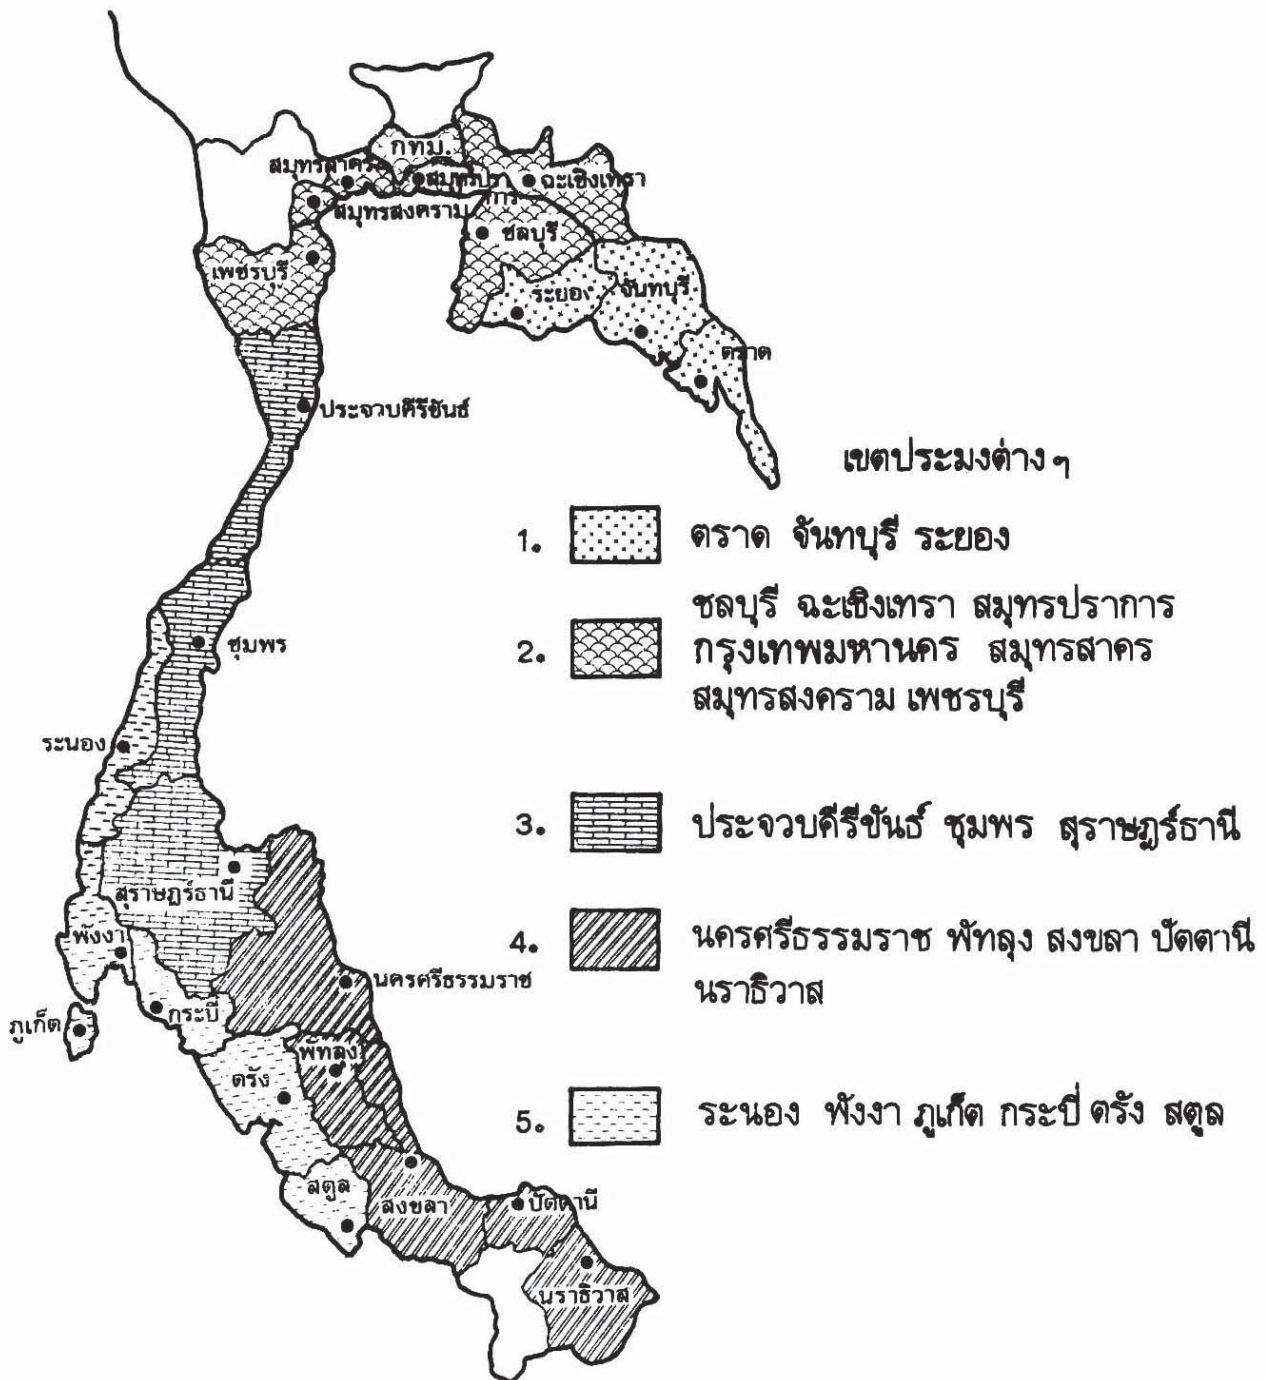 กทม.
สมุทรสาคร
สมุทรปรา
การ
ฉะเชิงเทรา
สมุทรสงคราม
ชลบุรี
เพชรบุรี
ระยอง
จันทบุรี
ตราด
ประจวบคีรีขันธ์
เขตประมงต่าง ๆ
1. ตราด จันทบุรี ระยอง
2. ชลบุรี ฉะเชิงเทรา สมุทรปราการ
กรุงเทพมหานคร สมุทรสาคร
สมุทรสงคราม เพชรบุรี
3. ประจวบคีรีขันธ์ ชุมพร สุราษฎร์ธานี
4. นครศรีธรรมราช พัทลุง สงขลา ปัตตานี
นราธิวาส
5. ระนอง พังงา ภูเก็ต กระบี่ ตรัง สตูล
ชุมพร
ระนอง
สุราษฎร์ธานี
พังงา
นครศรีธรรมราช
กระบี่
ภูเก็ต
พัทลุง
ตรัง
สตูล
สงขลา
ปัตตานี
นราธิวาส